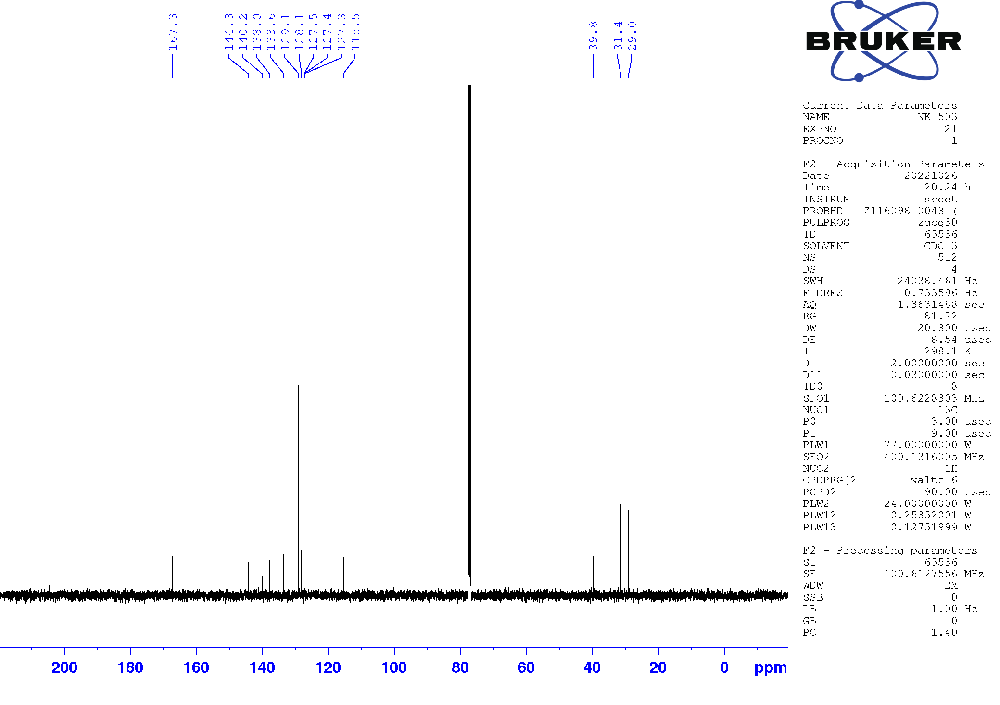 167.3
144.3
140.2
138.0
133.6
129.1
128.1
127.5
127.4
127.3
115.5
39.8
31.4
29.0
BRUKER
Current Data Parameters
NAME KK-503
EXPNO 21
PROCNO 1
F2 - Acquisition Parameters
Date_ 20221026
Time 20.24 h
INSTRUM spect
PROBHD Z116098_0048 (
PULPROG zgpg30
TD 65536
SOLVENT CDCl3
NS 512
DS 4
SWH 24038.461 Hz
FIDRES 0.733596 Hz
AQ 1.3631488 sec
RG 181.72
DW 20.800 usec
DE 8.54 usec
TE 298.1 K
D1 2.00000000 sec
D11 0.03000000 sec
TD0 8
SFO1 100.6228303 MHz
NUC1 13C
P0 3.00 usec
P1 9.00 usec
PLW1 77.00000000 W
SFO2 400.1316005 MHz
NUC2 1H
CPDPRG[2 waltz16
PCPD2 90.00 usec
PLW2 24.00000000 W
PLW12 0.25352001 W
PLW13 0.12751999 W
F2 - Processing parameters
SI 65536
SF 100.6127556 MHz
WDW EM
SSB 0
LB 1.00 Hz
GB 0
PC 1.40
200 180 160 140 120 100 80 60 40 20 0 ppm